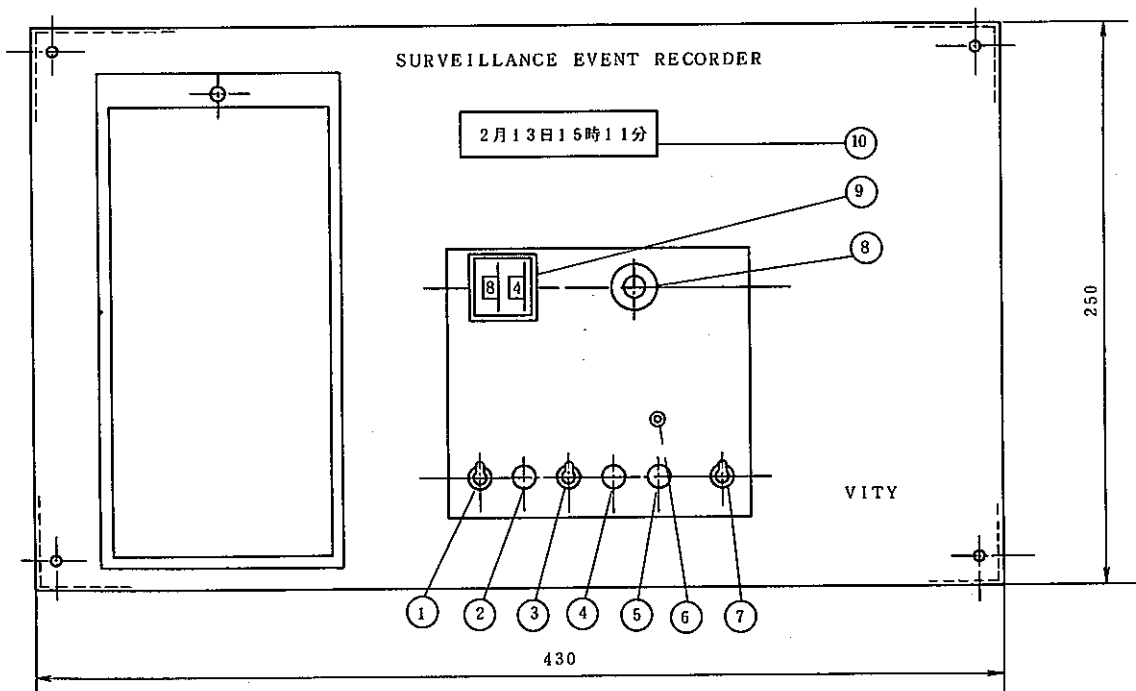 SURVEILLANCE EVENT RECORDER
2月13日15時11分
10
9
8
8 4
250
VITY
1 2 3 4 5 6 7
430